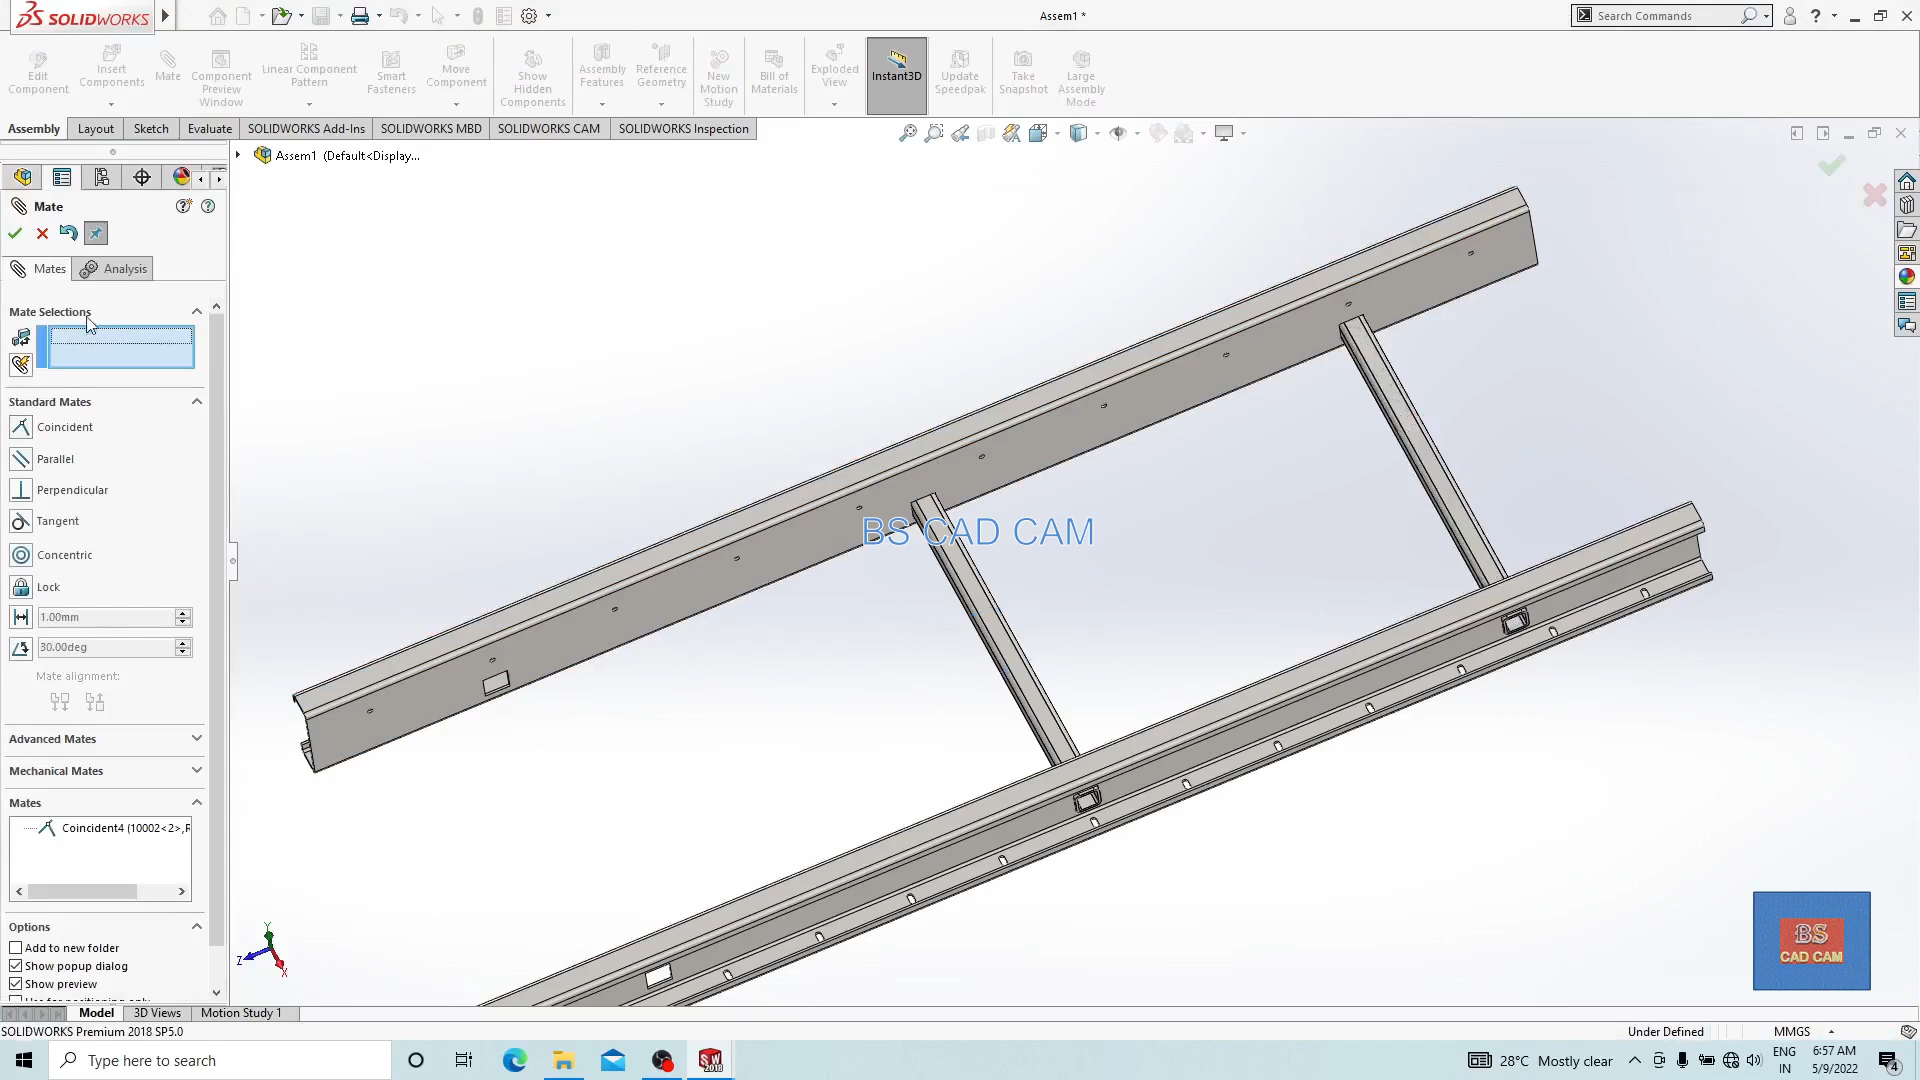 SOLIDWORKS
Assem1 *
Search Commands
Edit
Component
Insert
Components
Mate
Component
Preview
Window
Linear Component
Pattern
Smart
Fasteners
Move
Component
Show
Hidden
Components
Assembly
Features
Reference
Geometry
New
Motion
Study
Bill of
Materials
Exploded
View
Instant3D
Update
Speedpak
Take
Snapshot
Large
Assembly
Mode
Assembly
Layout
Sketch
Evaluate
SOLIDWORKS Add-Ins
SOLIDWORKS MBD
SOLIDWORKS CAM
SOLIDWORKS Inspection
Assem1 (Default<Display...
Mate
Mates
Analysis
Mate Selections
Standard Mates
Coincident
Parallel
Perpendicular
Tangent
Concentric
Lock
1.00mm
30.00deg
Mate alignment:
Advanced Mates
Mechanical Mates
Mates
Coincident4 (10002<2>,
Options
Add to new folder
Show popup dialog
Show preview
BS CAD CAM
BS
CAD CAM
Y
Z
X
Model
3D Views
Motion Study 1
SOLIDWORKS Premium 2018 SP5.0
Under Defined
MMGS
Type here to search
SW
2018
28°C Mostly clear
ENG
IN
6:57 AM
5/9/2022
4